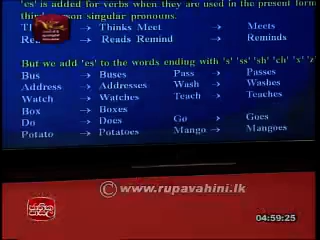 'es' is added for verbs when they are used in the present form
person singular pronouns.
→ Thinks Meet → Meets
→ Reads Remind → Reminds
But we add 'es' to the words ending with 's' 'ss' 'sh' 'ch' 'x' 'z'
Bus → Buses Pass → Passes
Address → Addresses Wash → Washes
Watch → Watches Teach → Teaches
Box → Boxes
Do → Does Go → Goes
Potato → Potatoes Mango → Mangoes
© www.rupavahini.lk
04:59:25